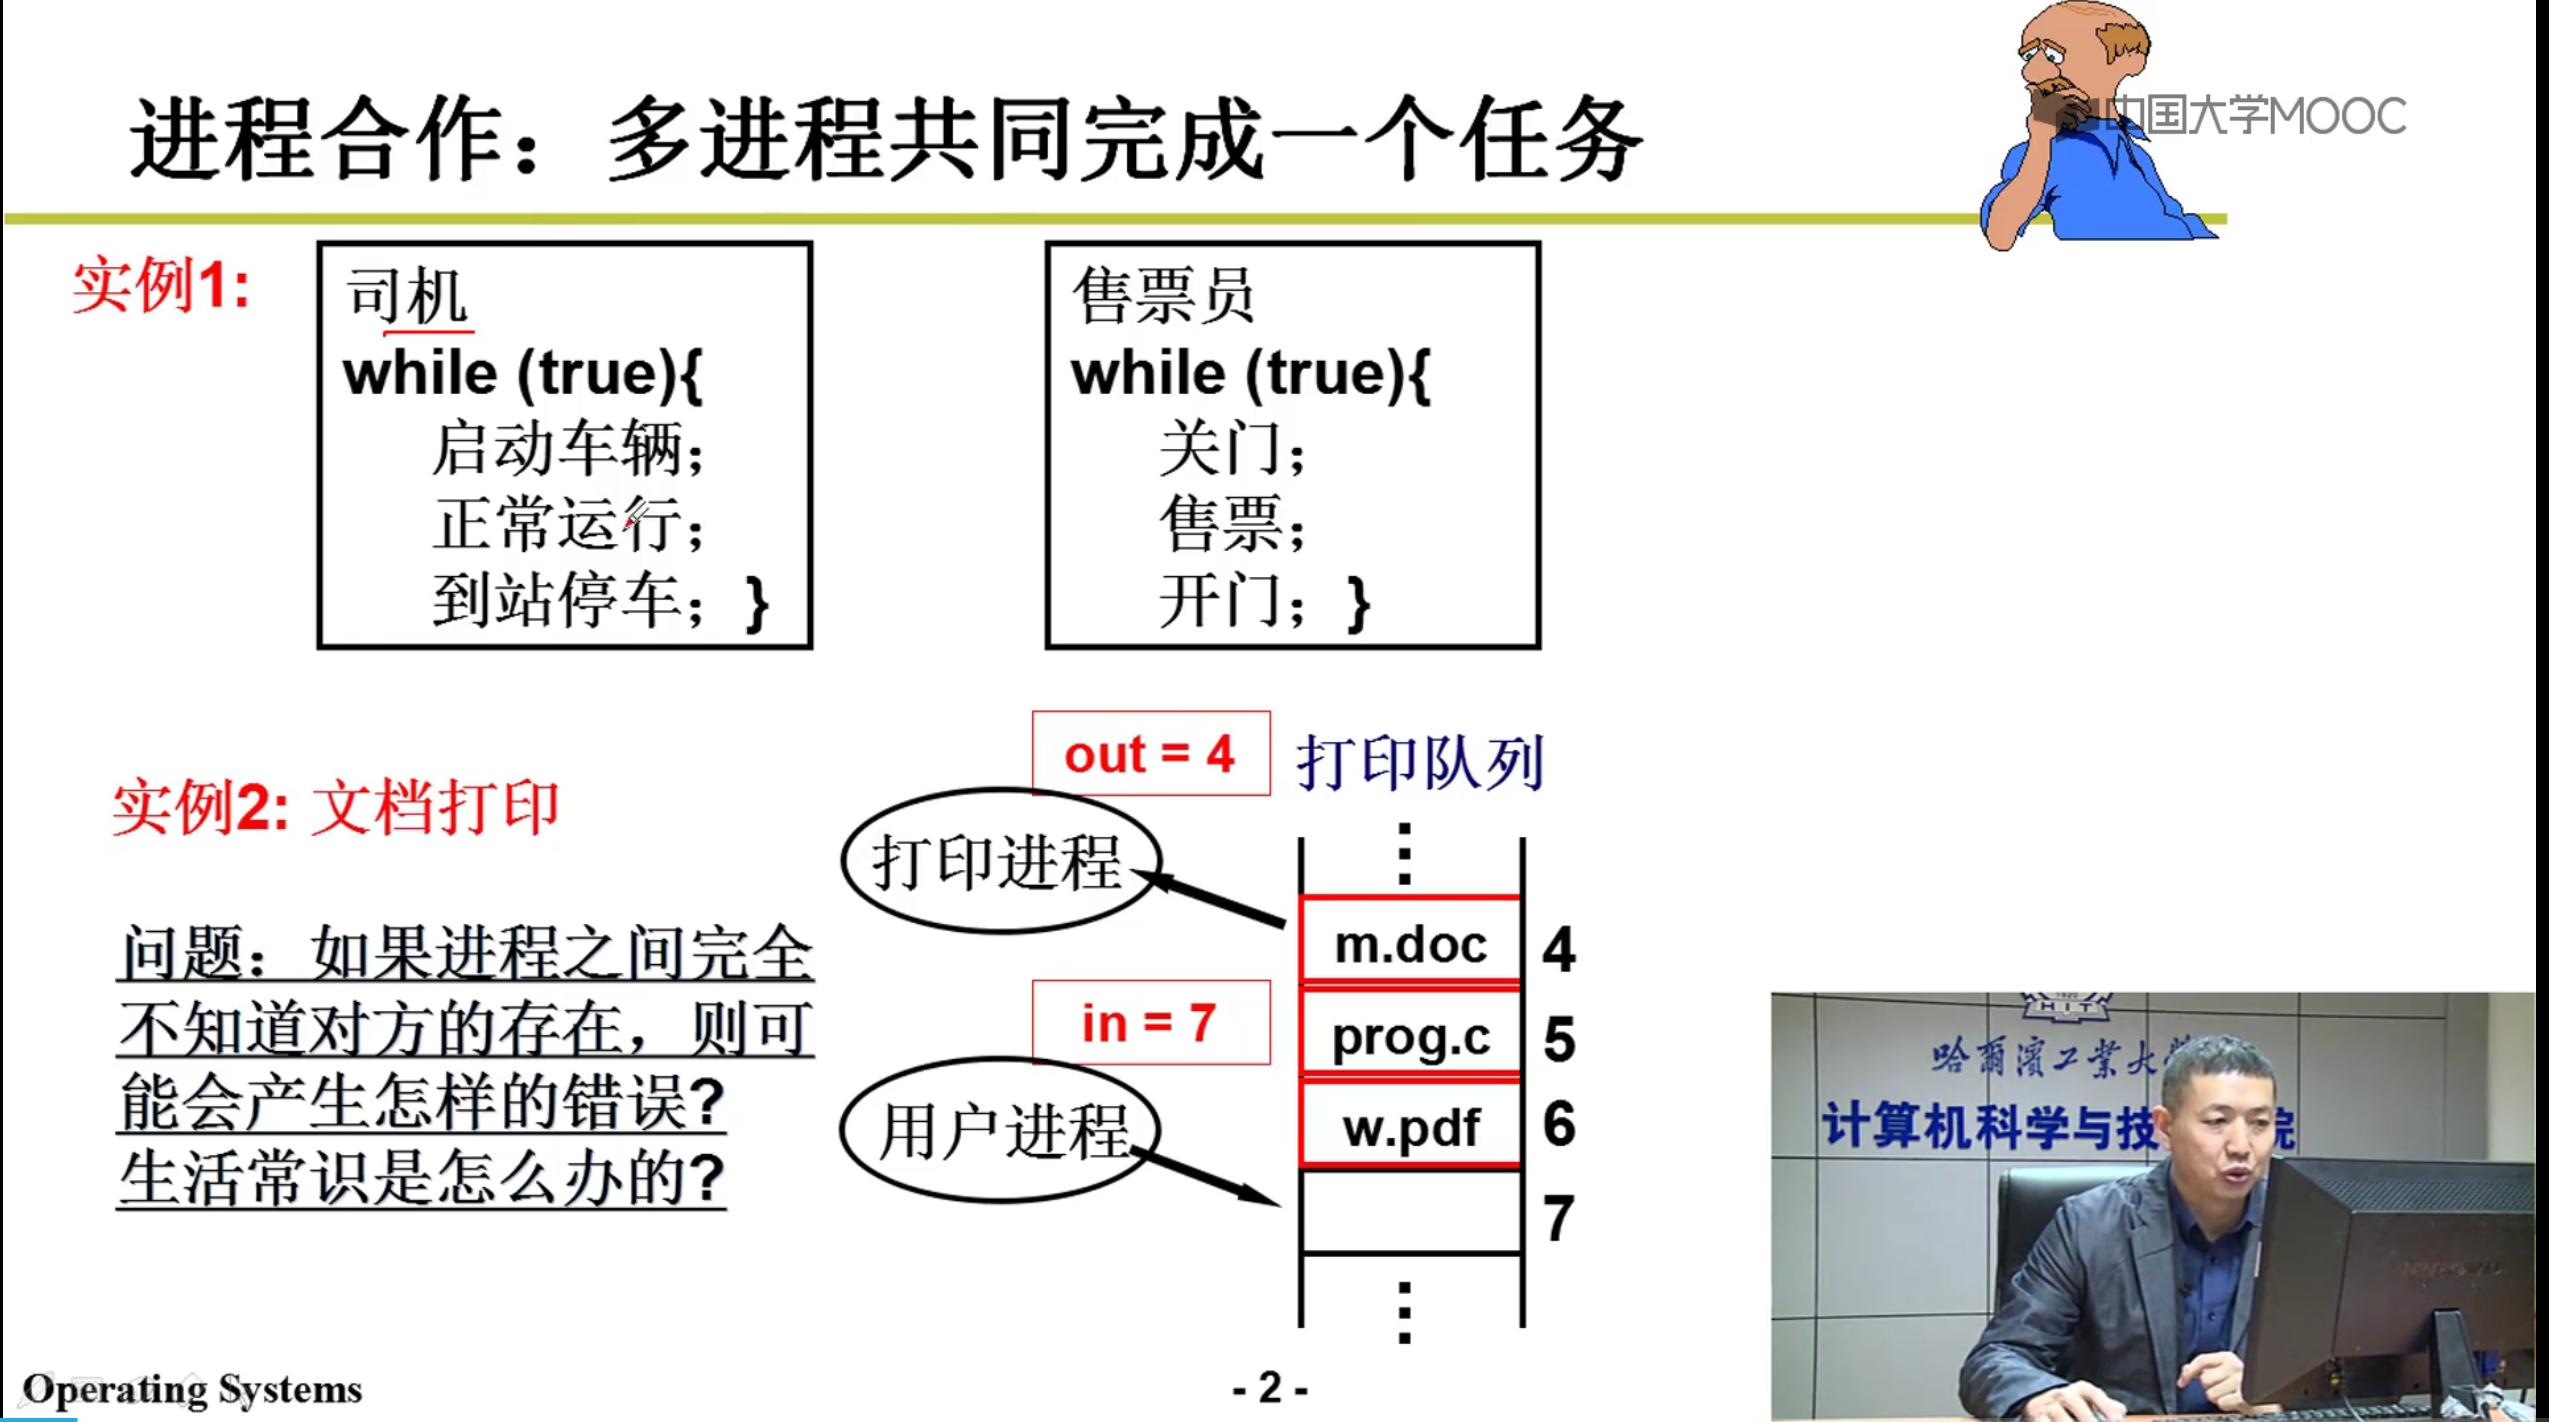 进程合作：多进程共同完成一个任务
中国大学MOOC
实例1:
司机
while (true){
启动车辆；
正常运行；
到站停车；}
售票员
while (true){
关门；
售票；
开门；}
实例2: 文档打印
问题：如果进程之间完全
不知道对方的存在，则可
能会产生怎样的错误?
生活常识是怎么办的?
out = 4
打印队列
打印进程
m.doc 4
in = 7
prog.c 5
用户进程
w.pdf 6
7
HIT
哈爾濱工業大學
计算机科学与技 院
Operating Systems
- 2 -